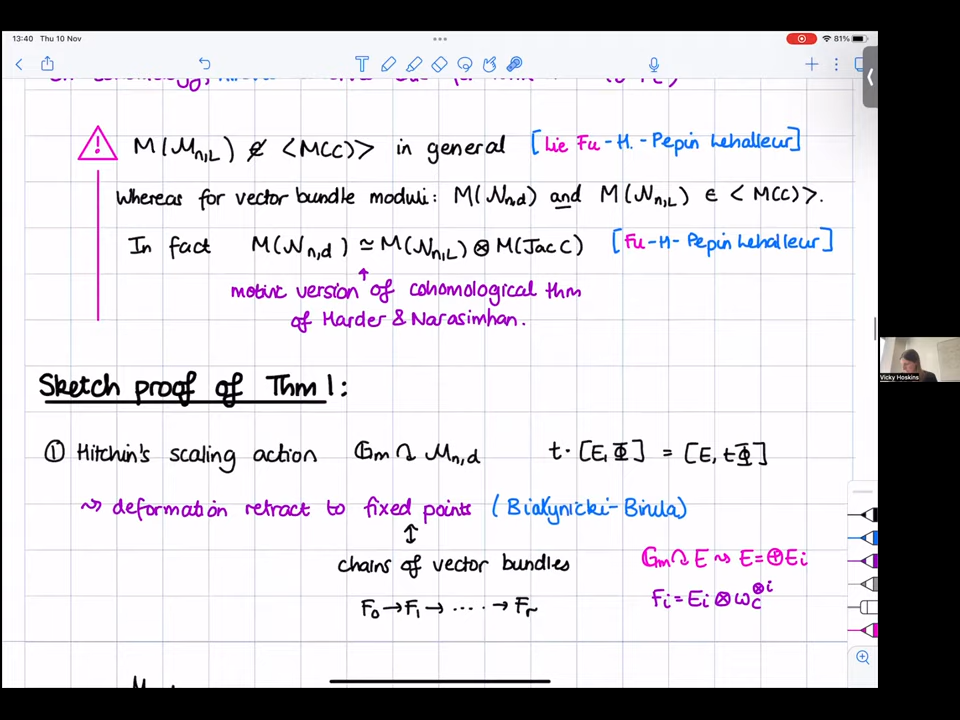 13:40 Thu 10 Nov
81%
M(M_{n,L}) ∉ <M(C)> in general [Lie Fu - H. - Pepin Lehalleur]
Whereas for vector bundle moduli: M(N_{n,d}) and M(N_{n,L}) ∈ <M(C)>.
In fact M(N_{n,d}) ≃ M(N_{n,L}) ⊗ M(Jac C) [Fu - H - Pepin Lehalleur]
motivic version of cohomological thm
of Harder & Narasimhan.
Vicky Hoskins
Sketch proof of Thm 1:
① Hitchin's scaling action G_m ↷ M_{n,d} t·[E,Φ] = [E,tΦ]
⇝ deformation retract to fixed points (Białynicki-Birula)
↕
chains of vector bundles G_m ↷ E ⇝ E = ⊕E_i
F_0 → F_1 → ····· → F_r F_i = E_i ⊗ ω_C^{⊗i}